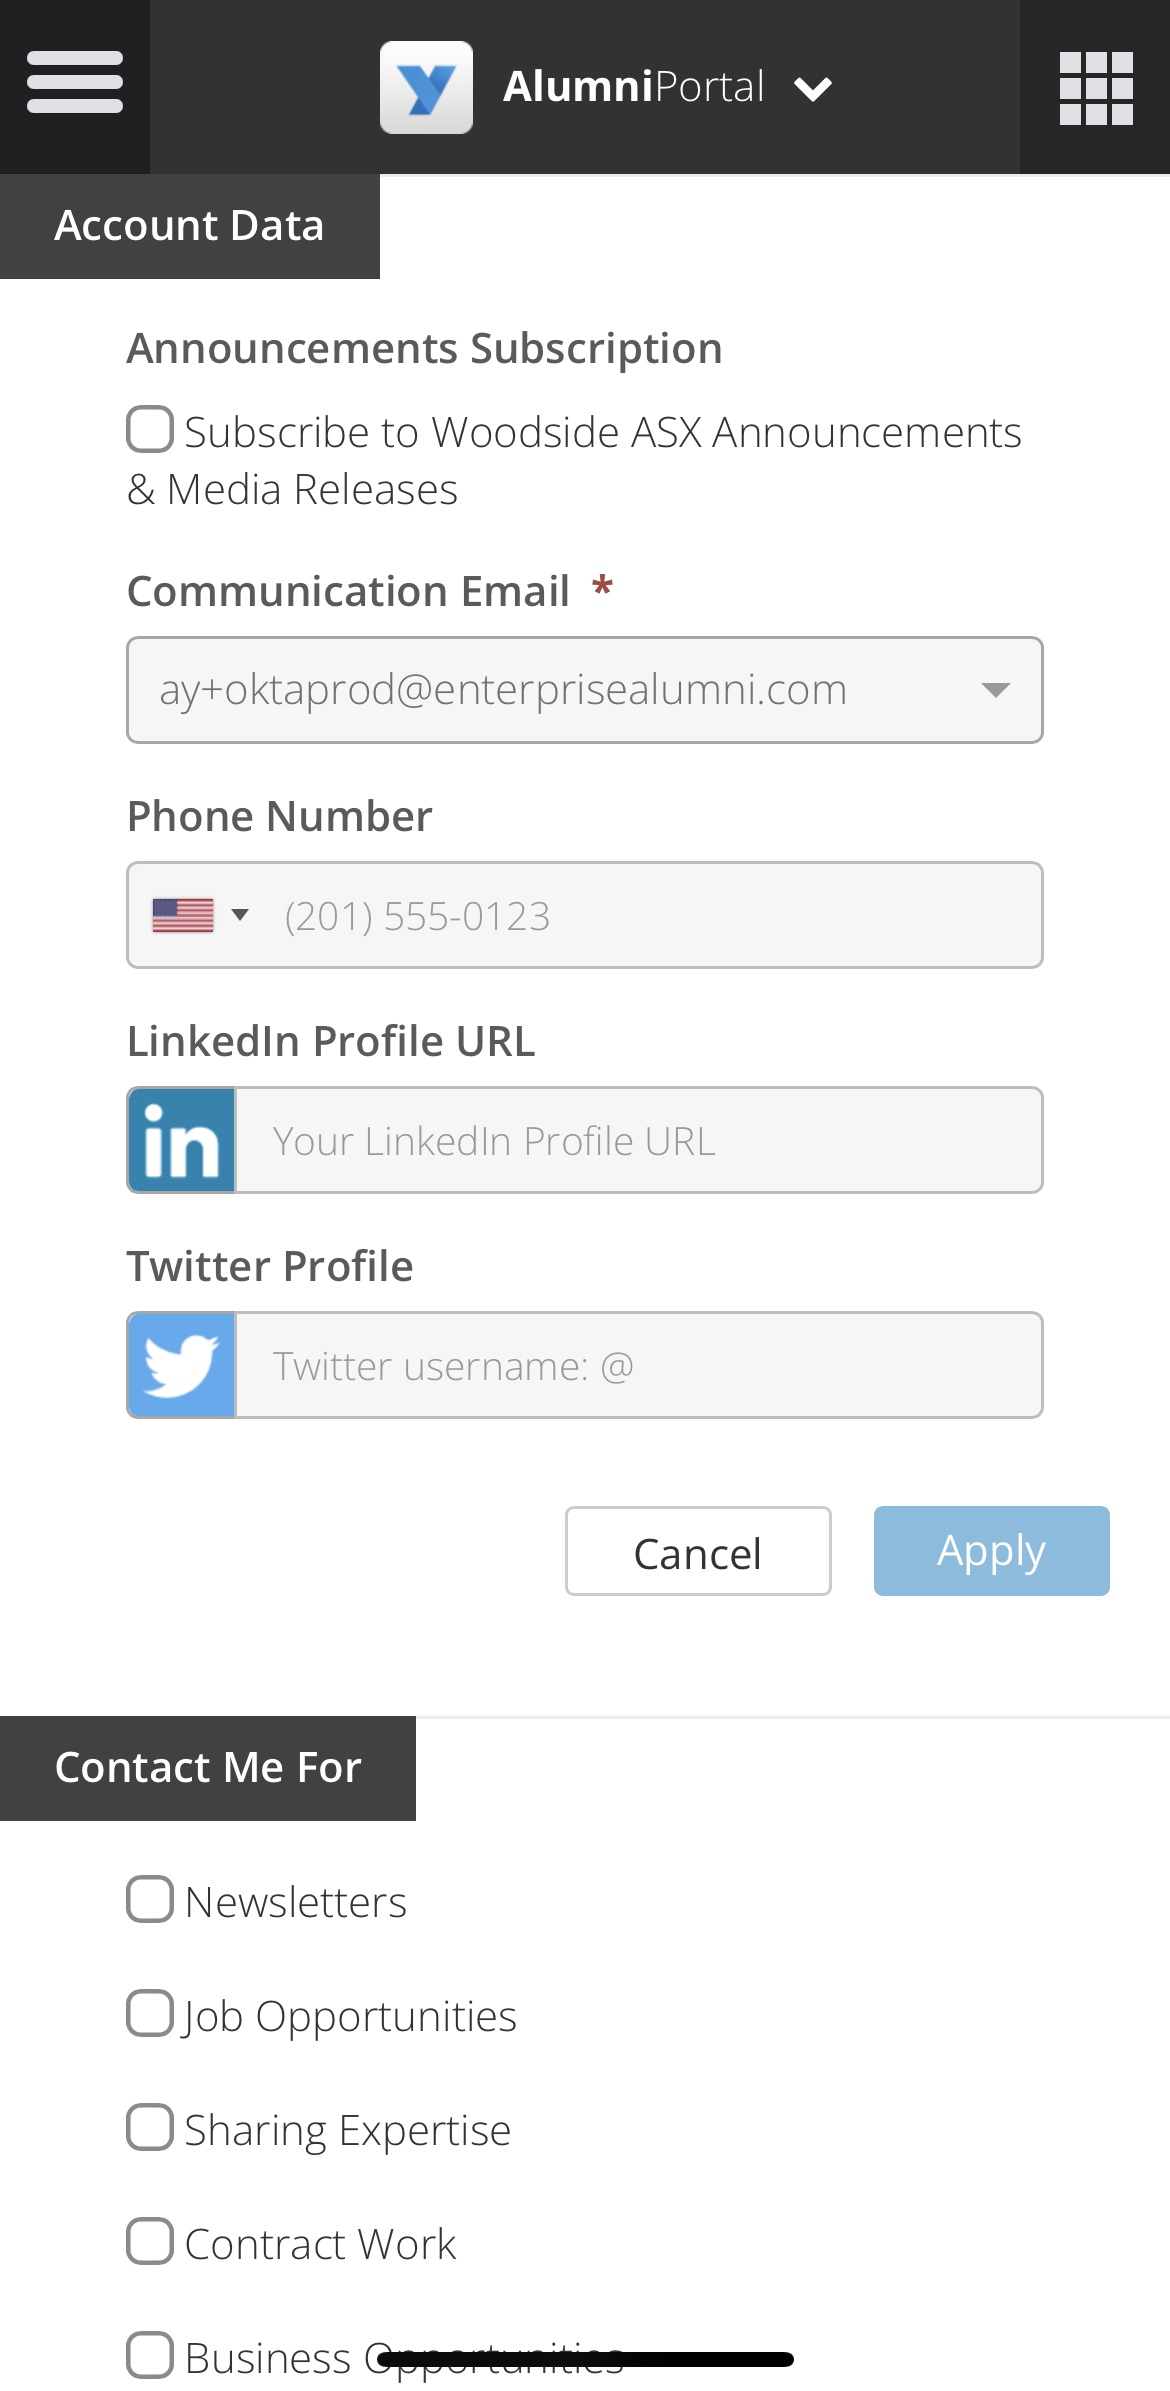 AlumniPortal
Account Data
Announcements Subscription
Subscribe to Woodside ASX Announcements
& Media Releases
Communication Email *
ay+oktaprod@enterprisealumni.com
Phone Number
(201) 555-0123
LinkedIn Profile URL
in Your LinkedIn Profile URL
Twitter Profile
Twitter username: @
Cancel Apply
Contact Me For
Newsletters
Job Opportunities
Sharing Expertise
Contract Work
Business Opportunities